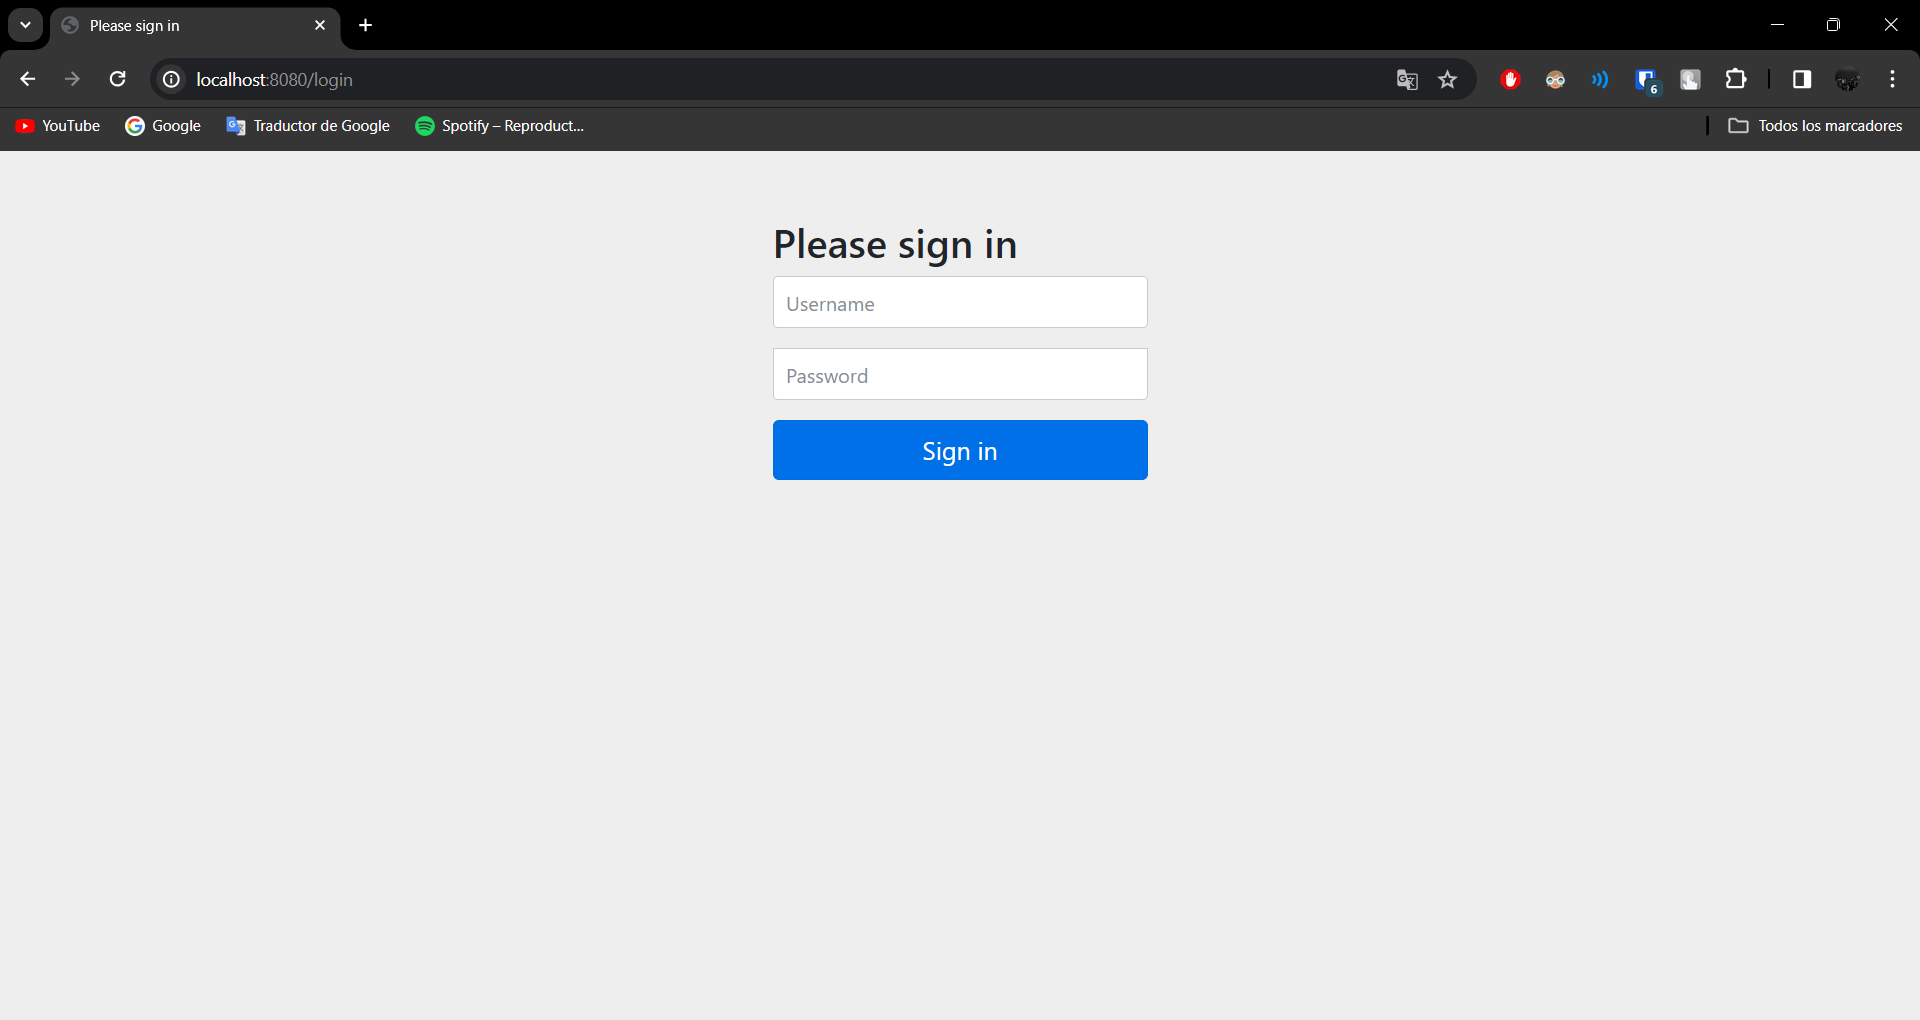 Please sign in
localhost:8080/login
6
YouTube
Google
Traductor de Google
Spotify – Reproduct...
Todos los marcadores
Please sign in
Username
Password
Sign in